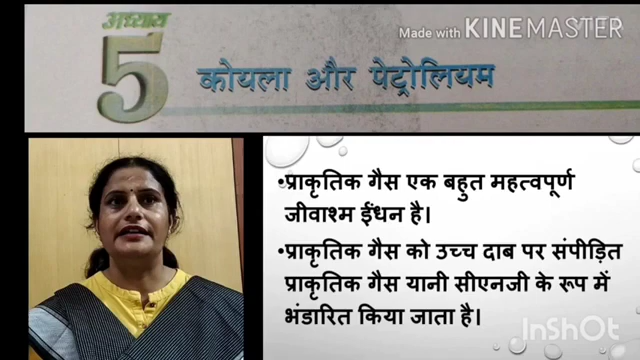 अध्याय
5
कोयला और पेट्रोलियम
Made with KINEMASTER
•प्राकृतिक गैस एक बहुत महत्वपूर्ण
जीवाश्म ईंधन है।
•प्राकृतिक गैस को उच्च दाब पर संपीड़ित
प्राकृतिक गैस यानी सीएनजी के रूप में
भंडारित किया जाता है।
InShOt